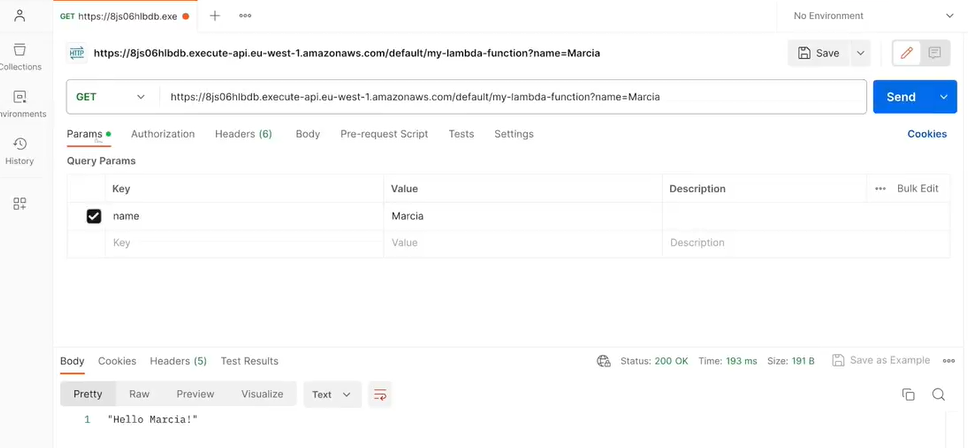 GET https://8js06hlbdb.exe
No Environment
HTTP https://8js06hlbdb.execute-api.eu-west-1.amazonaws.com/default/my-lambda-function?name=Marcia
Save
Collections
GET https://8js06hlbdb.execute-api.eu-west-1.amazonaws.com/default/my-lambda-function?name=Marcia Send
nvironments
Params Authorization Headers (6) Body Pre-request Script Tests Settings Cookies
History
Query Params
Key Value Description Bulk Edit
name Marcia
Key Value Description
Body Cookies Headers (5) Test Results Status: 200 OK Time: 193 ms Size: 191 B Save as Example
Pretty Raw Preview Visualize Text
1 "Hello Marcia!"